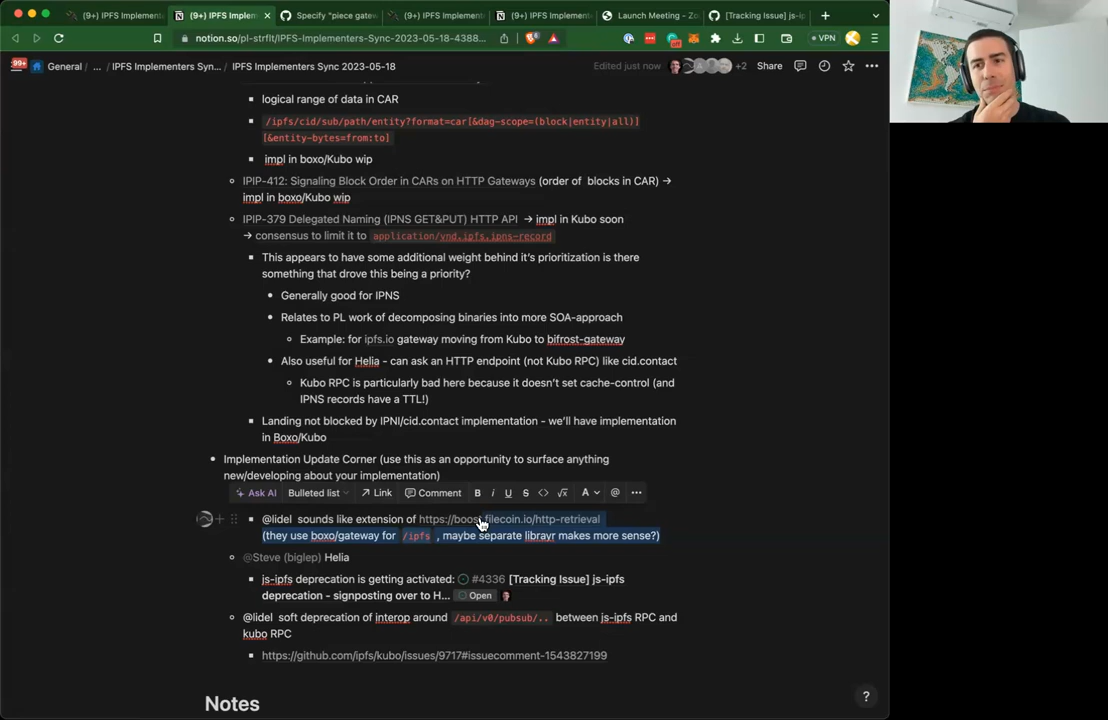 (9+) IPFS Implementa
(9+) IPFS Implem
Specify "piece gatew
(9+) IPFS Implement
(9+) IPFS Implement
Launch Meeting - Zo
[Tracking Issue] js-ip
notion.so/pl-strflt/IPFS-Implementers-Sync-2023-05-18-4388...
VPN
99+
General / ... / IPFS Implementers Syn... / IPFS Implementers Sync 2023-05-18
Edited just now
+2
Share
logical range of data in CAR
/ipfs/cid/sub/path/entity?format=car[&dag-scope=(block|entity|all)]
[&entity-bytes=from:to]
impl in boxo/Kubo wip
IPIP-412: Signaling Block Order in CARs on HTTP Gateways (order of blocks in CAR) →
impl in boxo/Kubo wip
IPIP-379 Delegated Naming (IPNS GET&PUT) HTTP API → impl in Kubo soon
→ consensus to limit it to application/vnd.ipfs.ipns-record
This appears to have some additional weight behind it's prioritization is there
something that drove this being a priority?
Generally good for IPNS
Relates to PL work of decomposing binaries into more SOA-approach
Example: for ipfs.io gateway moving from Kubo to bifrost-gateway
Also useful for Helia - can ask an HTTP endpoint (not Kubo RPC) like cid.contact
Kubo RPC is particularly bad here because it doesn't set cache-control (and
IPNS records have a TTL!)
Landing not blocked by IPNI/cid.contact implementation - we'll have implementation
in Boxo/Kubo
Implementation Update Corner (use this as an opportunity to surface anything
new/developing about your implementation)
Ask AI Bulleted list Link Comment B i U S <> √x A @ •••
@lidel sounds like extension of https://boost.filecoin.io/http-retrieval
(they use boxo/gateway for /ipfs , maybe separate librayr makes more sense?)
@Steve (biglep) Helia
js-ipfs deprecation is getting activated: #4336 [Tracking Issue] js-ipfs
deprecation - signposting over to H... Open
@lidel soft deprecation of interop around /api/v0/pubsub/.. between js-ipfs RPC and
kubo RPC
https://github.com/ipfs/kubo/issues/9717#issuecomment-1543827199
Notes
?